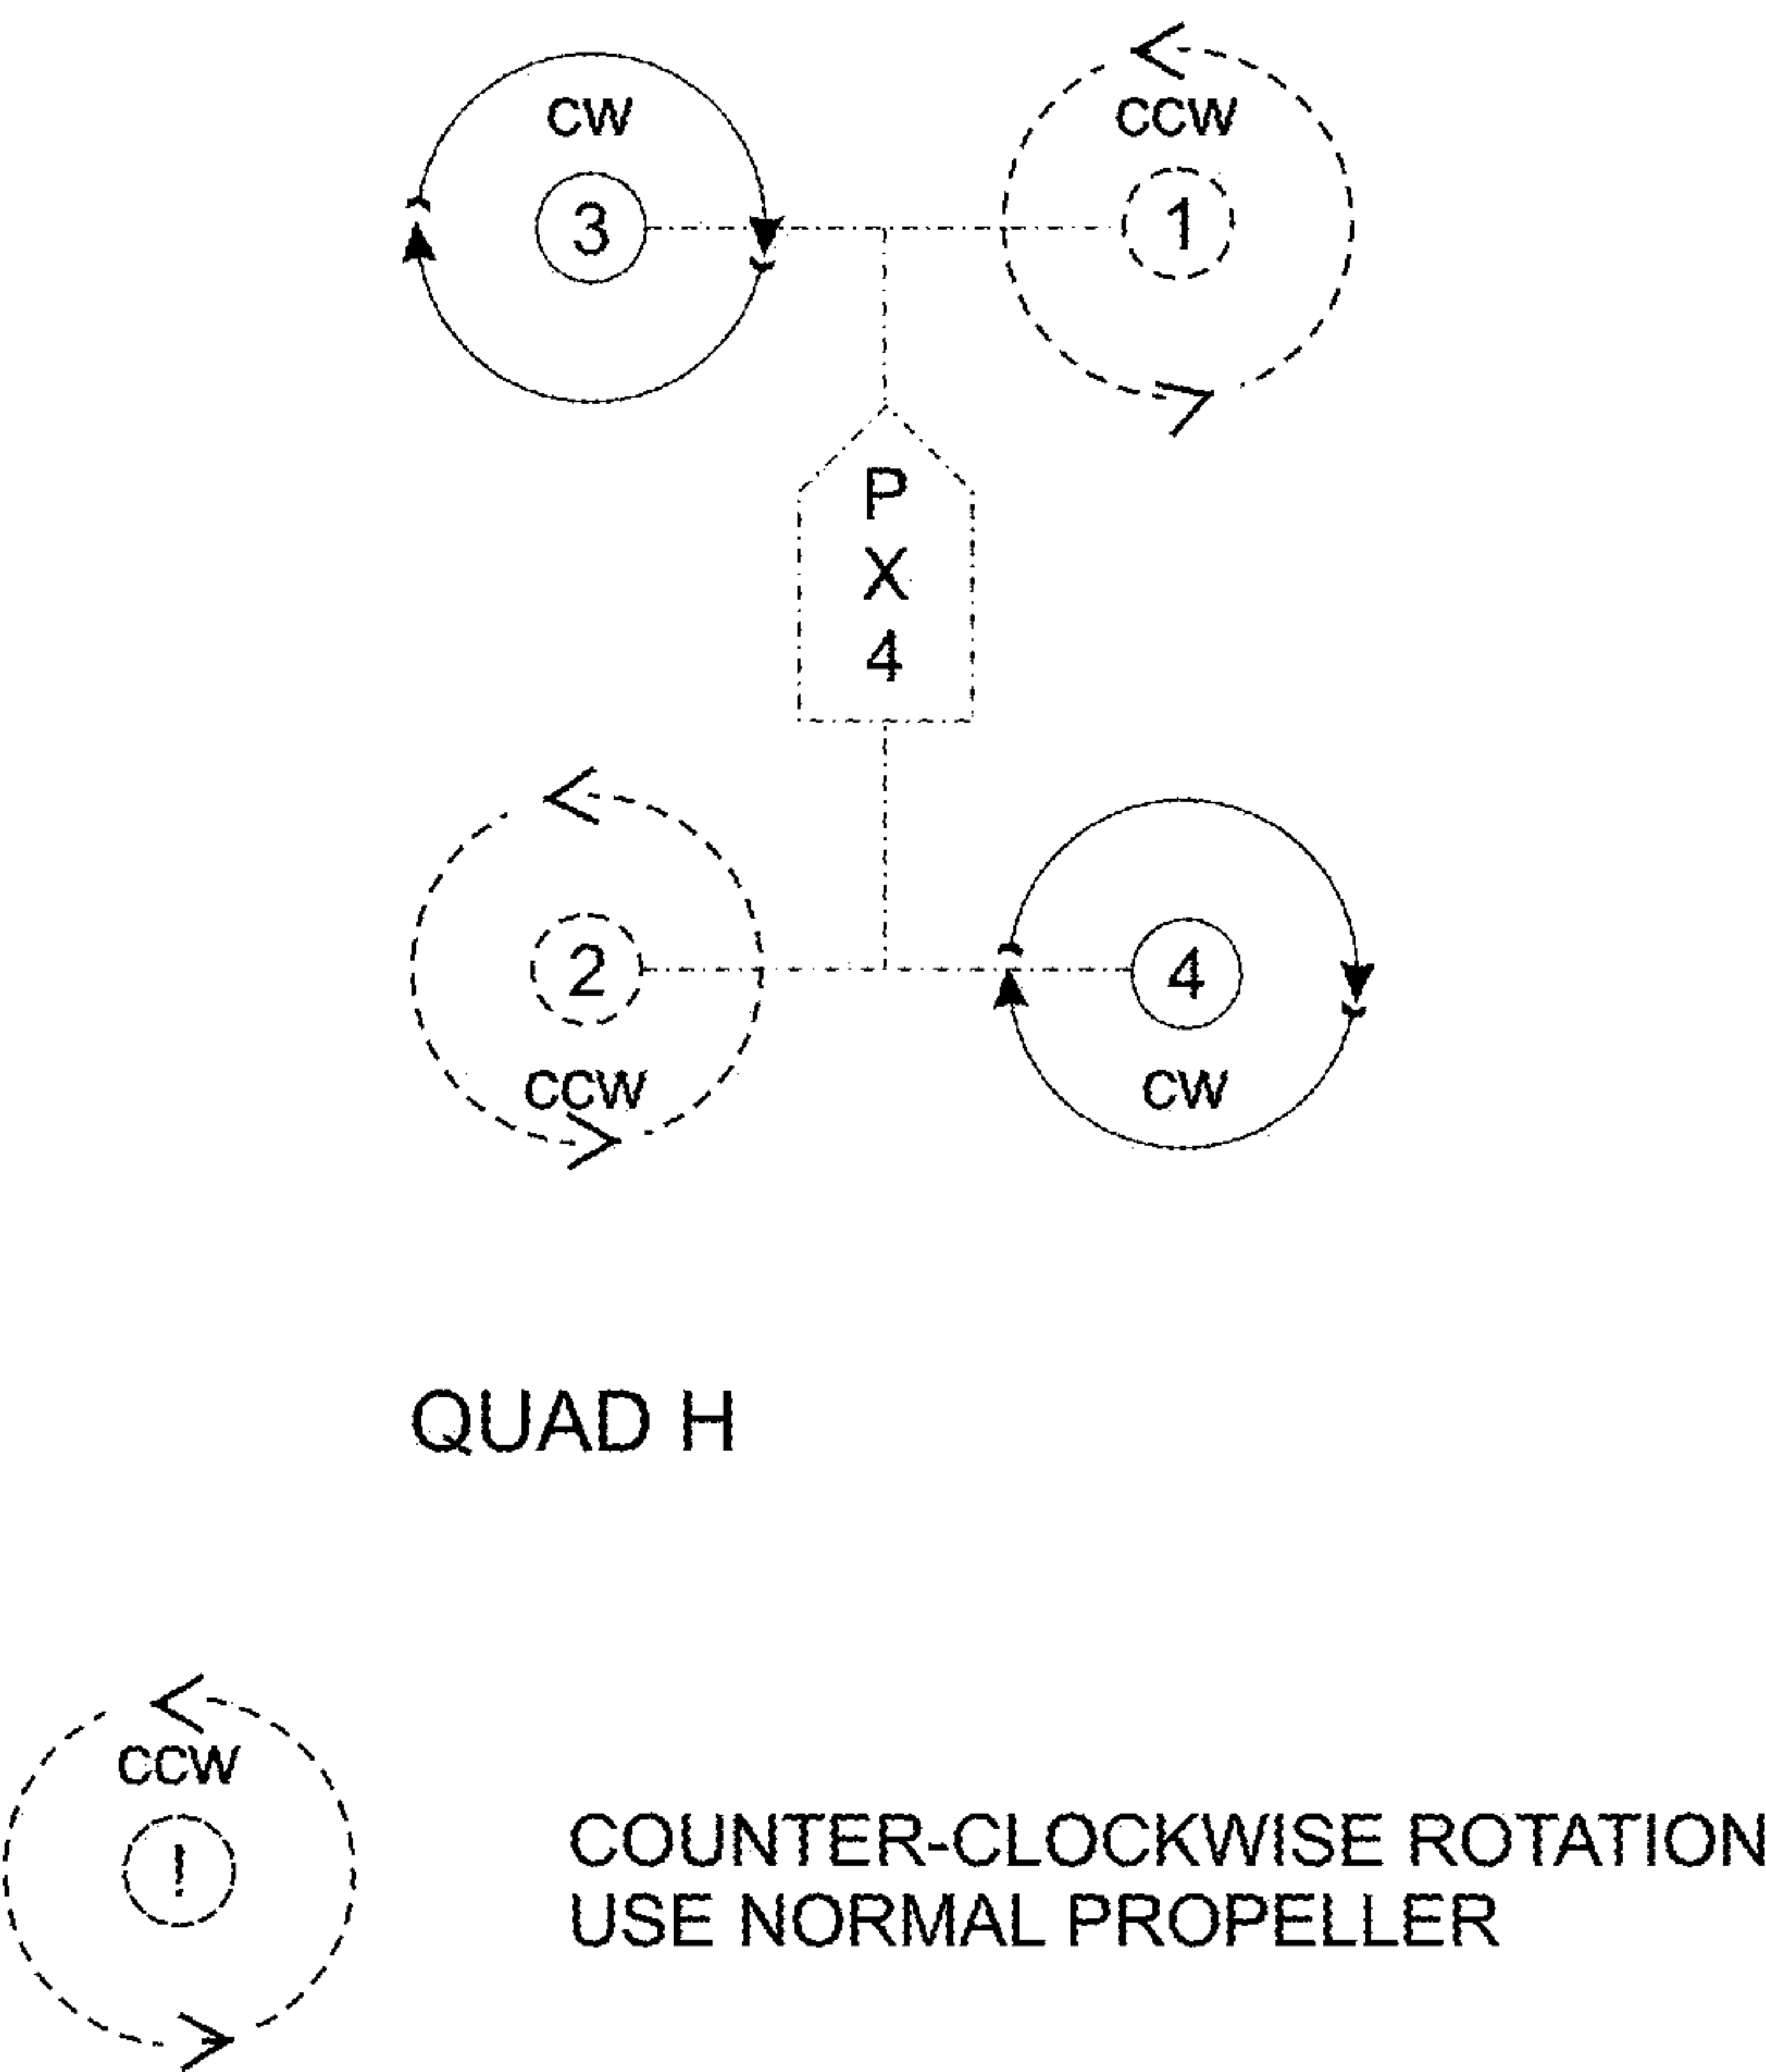 CW
CCW
3
1
P
X
4
2
4
CCW
CW
QUAD H
CCW
!
COUNTER-CLOCKWISE ROTATION
USE NORMAL PROPELLER